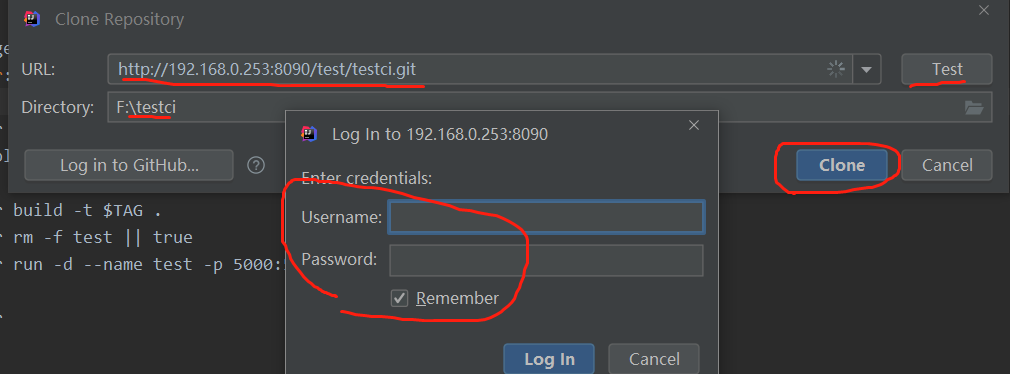 Clone Repository
URL: http://192.168.0.253:8090/test/testci.git Test
Directory: F:\testci
Log in to GitHub... ? Clone Cancel
Log In to 192.168.0.253:8090
Enter credentials:
Username:
Password:
Remember
Log In Cancel
build -t $TAG .
rm -f test || true
run -d --name test -p 5000: